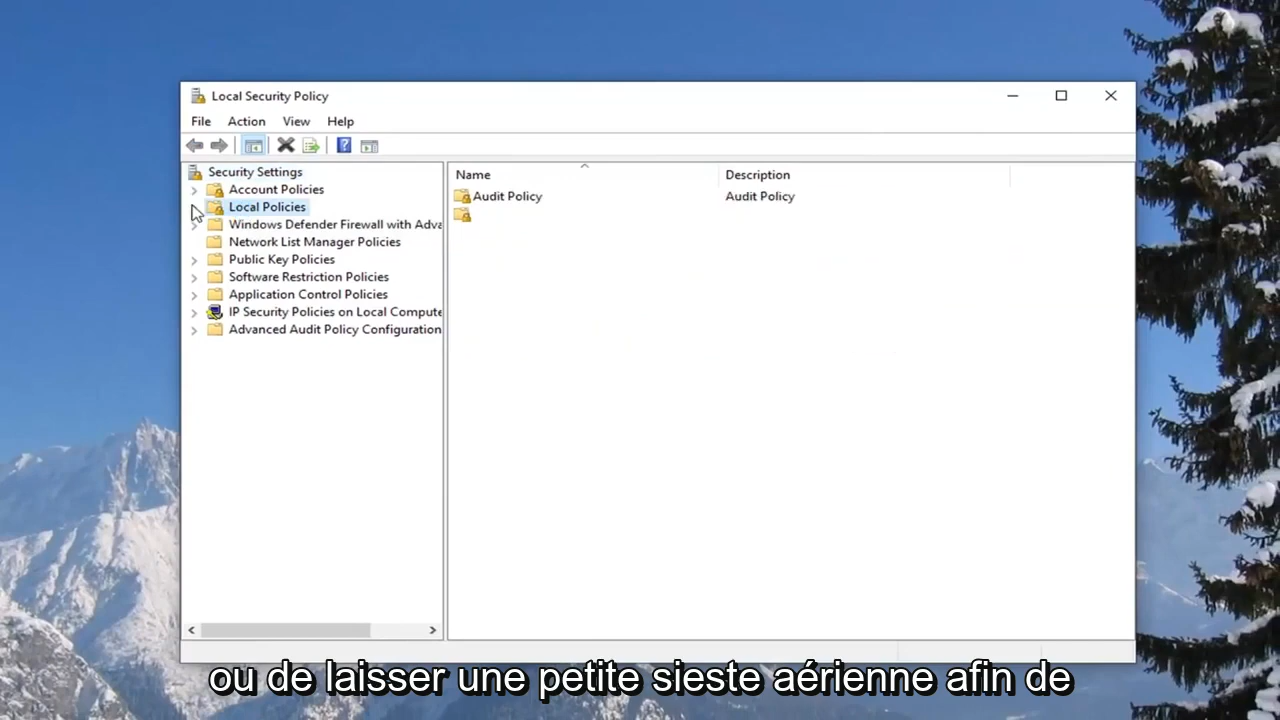 Local Security Policy
File Action View Help
Security Settings
Account Policies
Local Policies
Windows Defender Firewall with Adva
Network List Manager Policies
Public Key Policies
Software Restriction Policies
Application Control Policies
IP Security Policies on Local Compute
Advanced Audit Policy Configuration
Name Description
Audit Policy Audit Policy
ou de laisser une petite sieste aérienne afin de